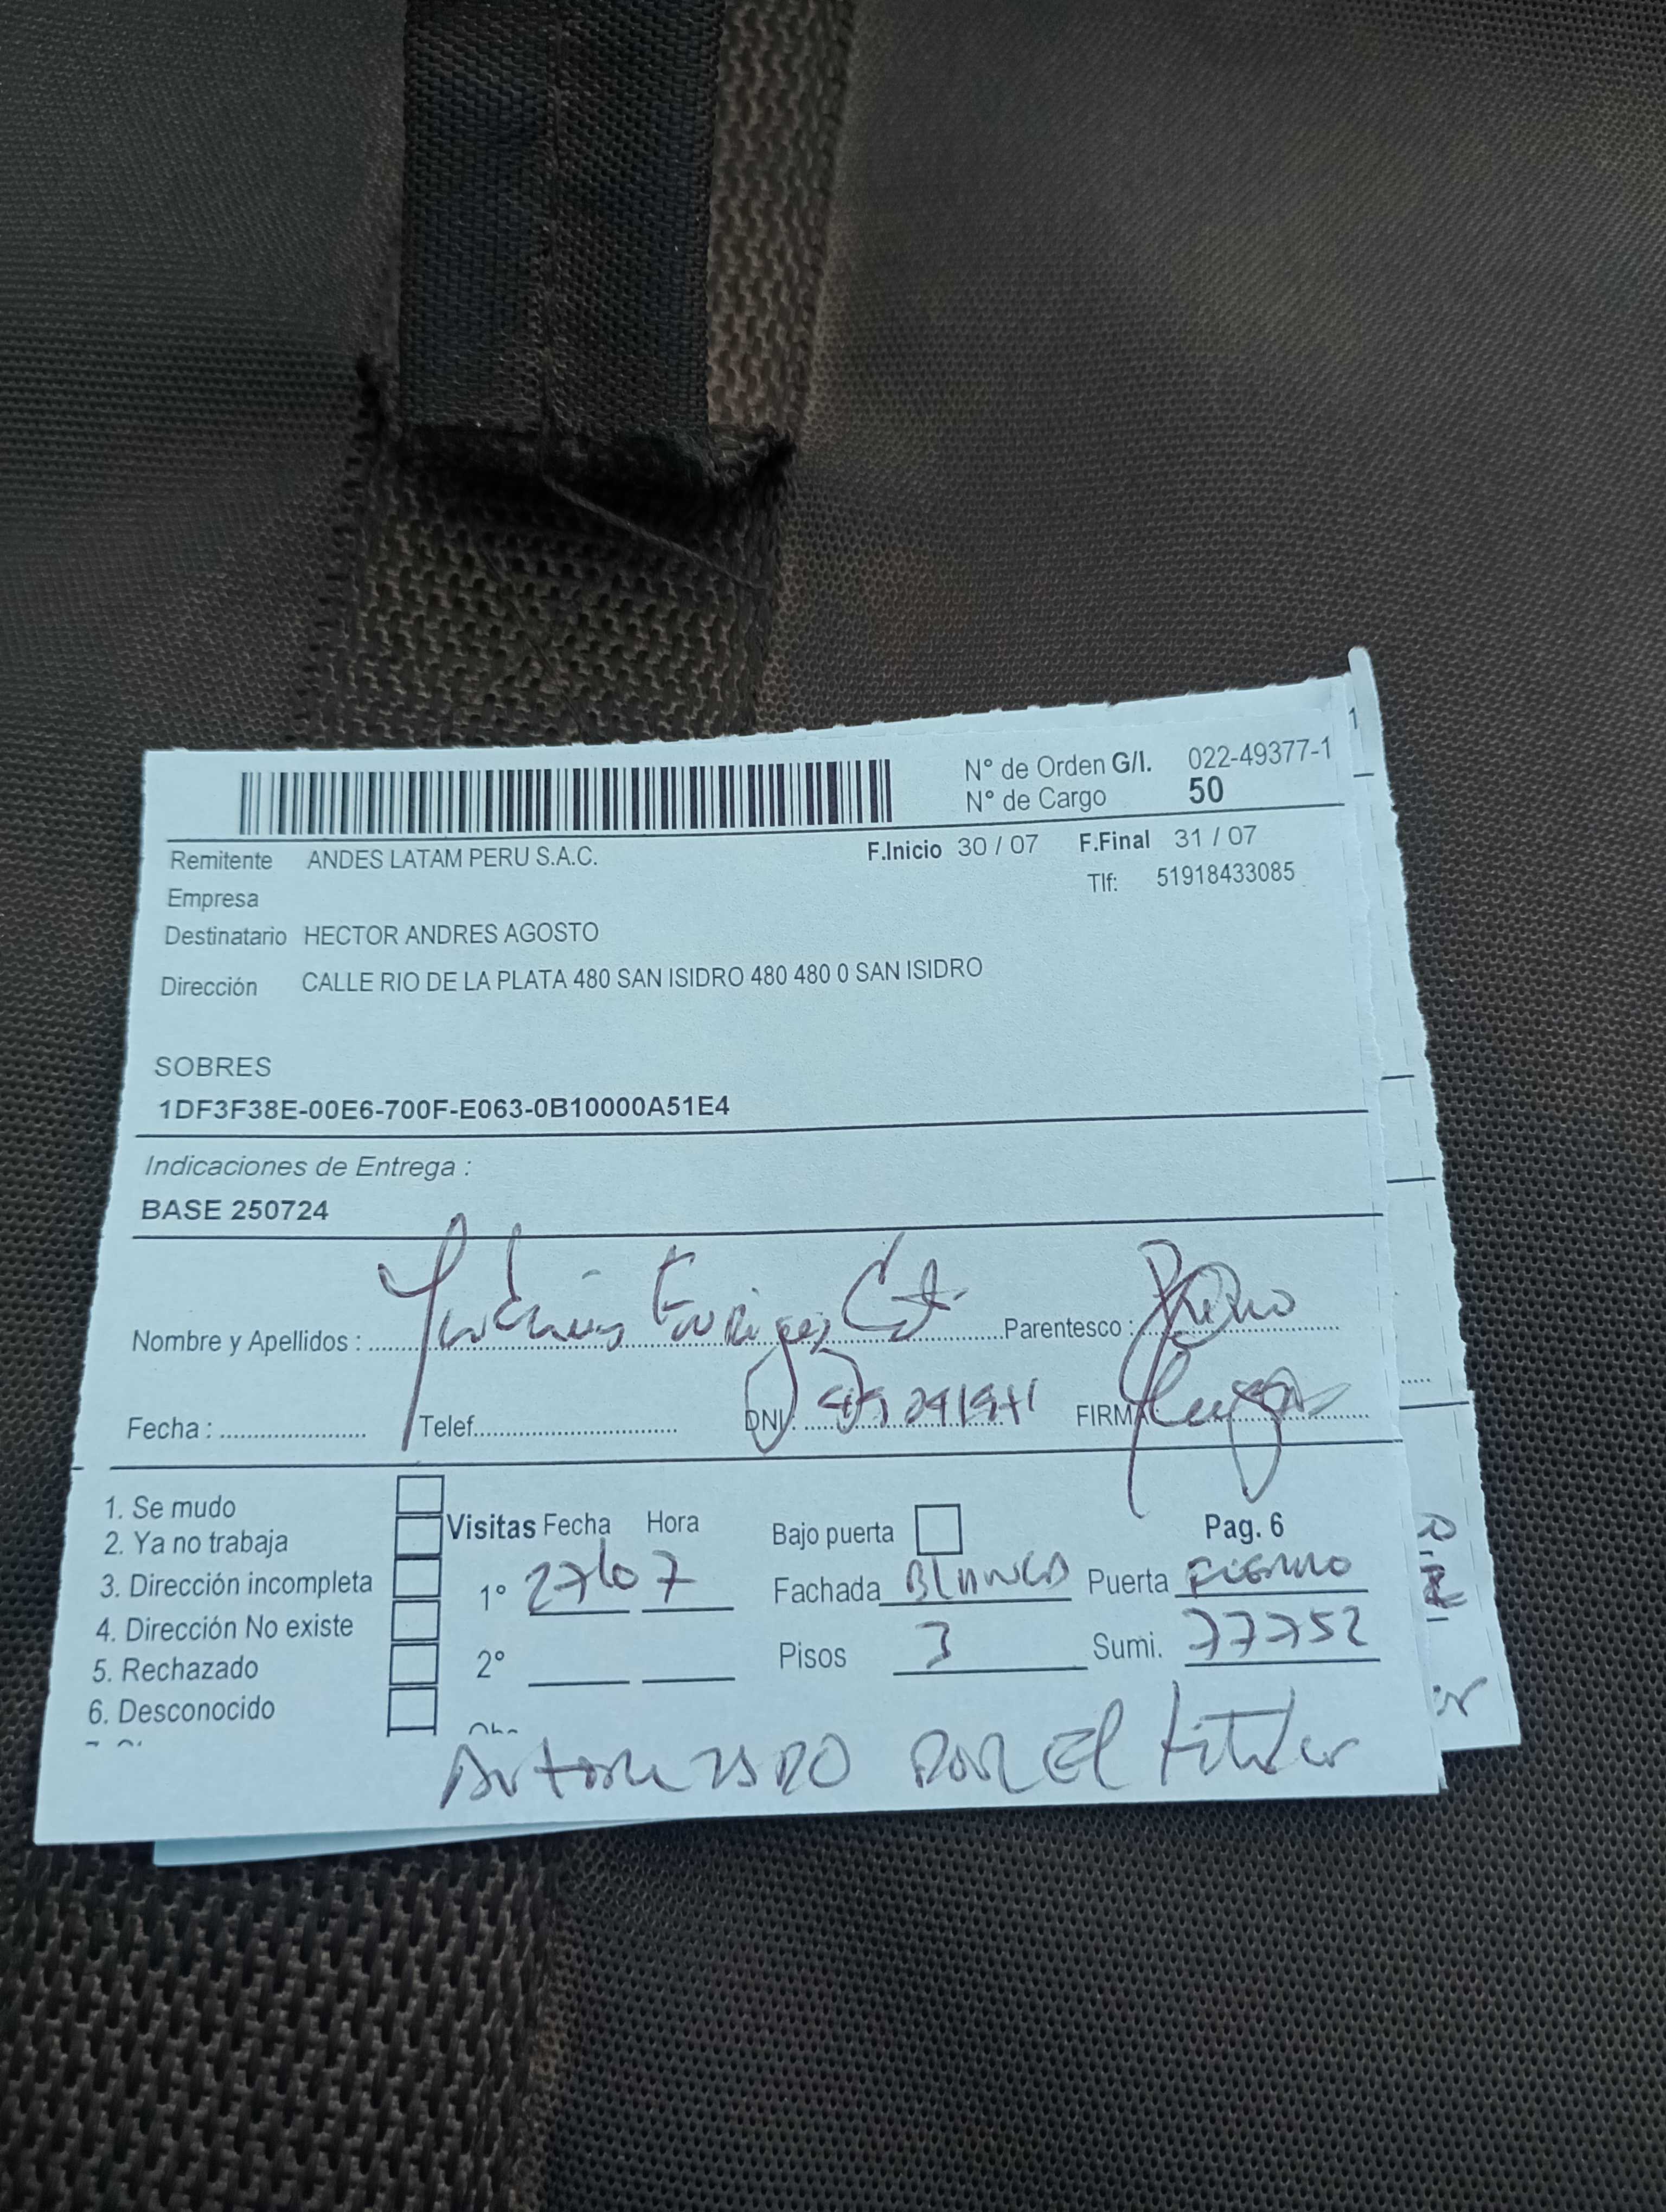 N° de Orden G/I. 022-49377-1
N° de Cargo 50
Remitente ANDES LATAM PERU S.A.C. F.Inicio 30 / 07 F.Final 31 / 07
Empresa Tlf: 51918433085
Destinatario HECTOR ANDRES AGOSTO
Dirección CALLE RIO DE LA PLATA 480 SAN ISIDRO 480 480 0 SAN ISIDRO
SOBRES
1DF3F38E-00E6-700F-E063-0B10000A51E4
Indicaciones de Entrega :
BASE 250724
Nombre y Apellidos : Parentesco :
Fecha : Telef. DNI. FIRMA
1. Se mudo
2. Ya no trabaja
3. Dirección incompleta
4. Dirección No existe
5. Rechazado
6. Desconocido
Visitas Fecha Hora Bajo puerta Pag. 6
1° 7 Fachada BLANCO Puerta FIERRO
2° Pisos 3 Sumi. 77752
AUTORIZADO POR El titular